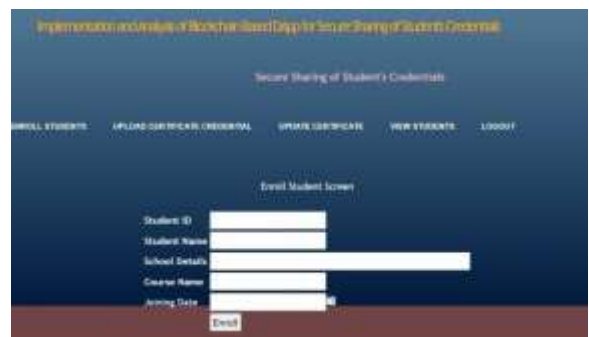 Implementation and Analysis of Blockchain Based DApp for Secure Sharing of Students Credentials
Secure Sharing of Student's Credentials
ENROLL STUDENTS UPLOAD CERTIFICATE CREDENTIAL UPDATE CERTIFICATE VIEW STUDENTS LOGOUT
Enroll Student Screen
Student ID
Student Name
School Details
Course Name
Joining Date
Enroll